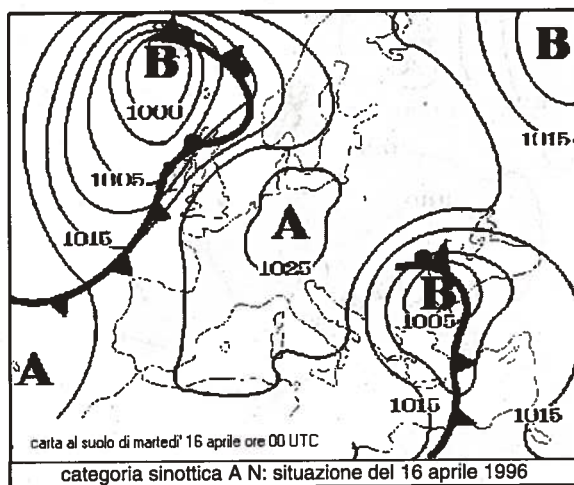 B
B
1000
1015
1005
A
1015
1025
B
1005
A
1015
1015
carta al suolo di martedi' 16 aprile ore 00 UTC
categoria sinottica A N: situazione del 16 aprile 1996